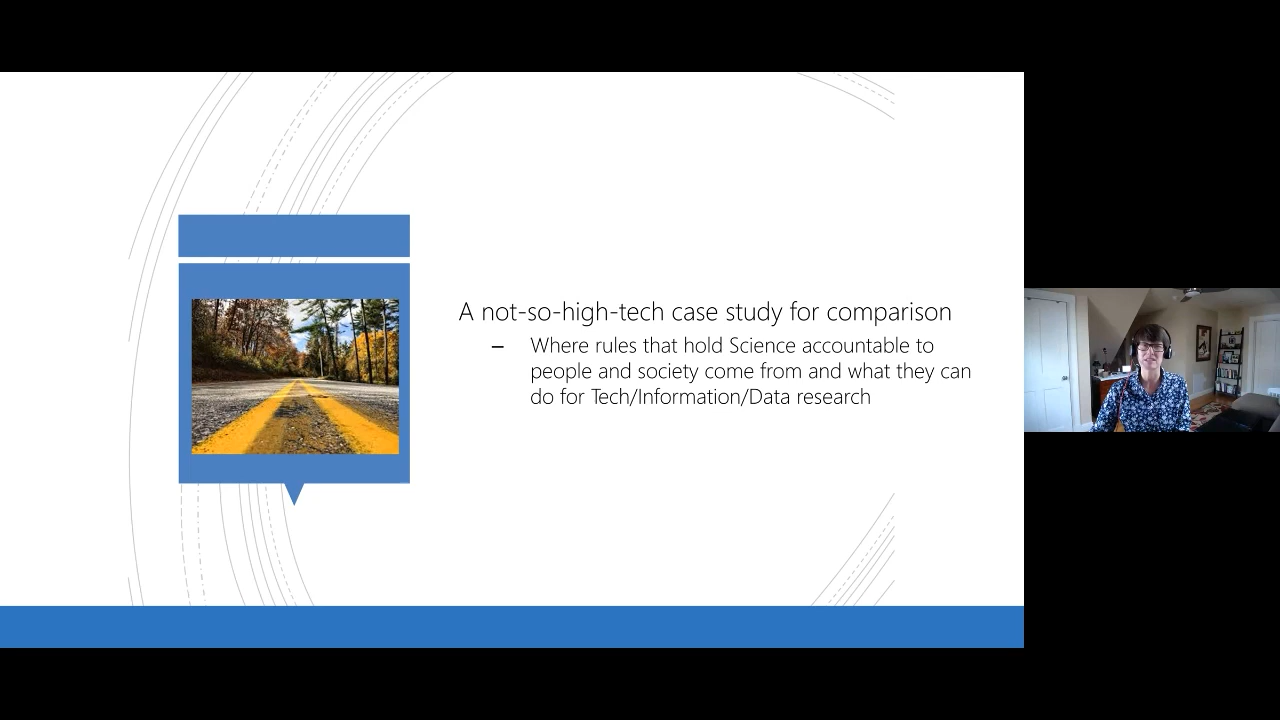 A not-so-high-tech case study for comparison
– Where rules that hold Science accountable to
people and society come from and what they can
do for Tech/Information/Data research